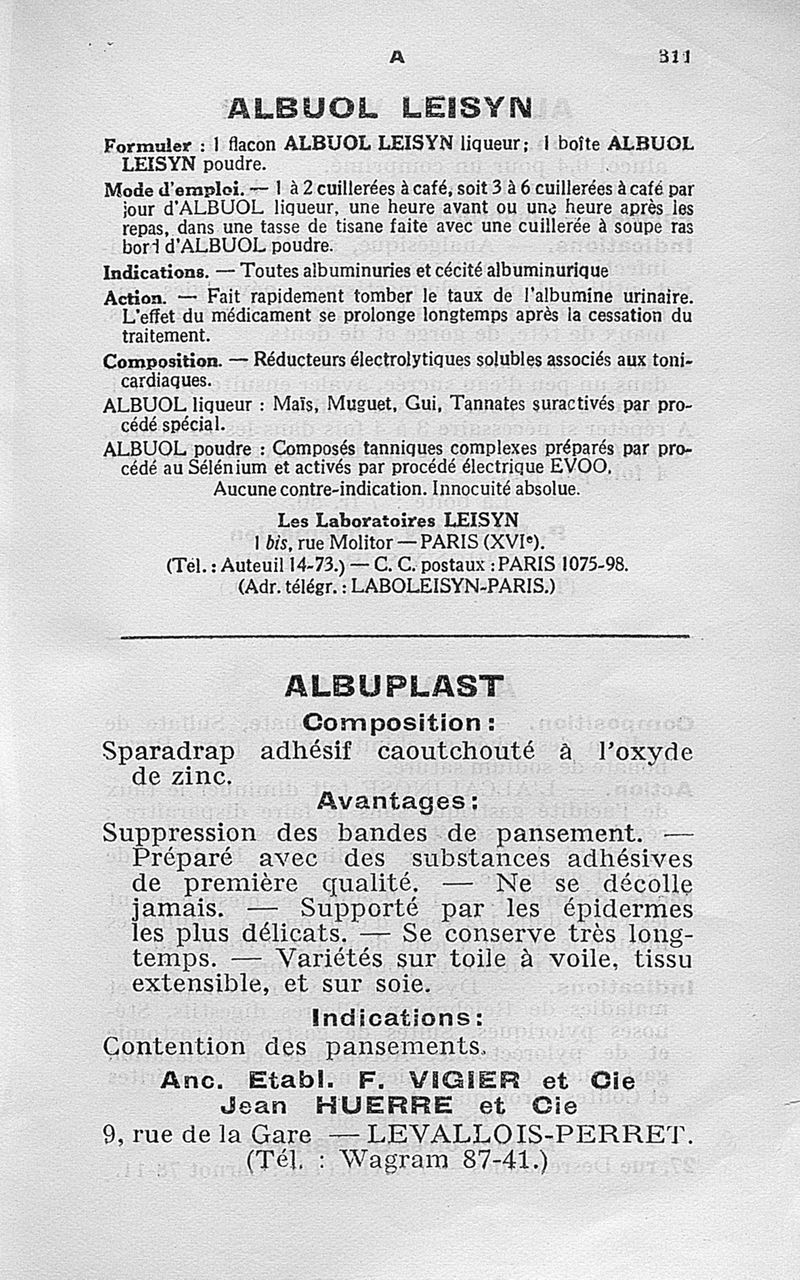 A 311
ALBUOL LEISYN
Formuler : 1 flacon ALBUOL LEISYN liqueur; 1 boîte ALBUOL
LEISYN poudre.
Mode d'emploi. — 1 à 2 cuillerées à café, soit 3 à 6 cuillerées à café par
jour d'ALBUOL liqueur, une heure avant ou une heure après les
repas, dans une tasse de tisane faite avec une cuillerée à soupe ras
bord d'ALBUOL poudre.
Indications. — Toutes albuminuries et cécité albuminurique
Action. — Fait rapidement tomber le taux de l'albumine urinaire.
L'effet du médicament se prolonge longtemps après la cessation du
traitement.
Composition. — Réducteurs électrolytiques solubles associés aux toni-
cardiaques.
ALBUOL liqueur : Maïs, Muguet, Gui, Tannates suractivés par pro-
cédé spécial.
ALBUOL poudre : Composés tanniques complexes préparés par pro-
cédé au Sélénium et activés par procédé électrique EVOO.
Aucune contre-indication. Innocuité absolue.
Les Laboratoires LEISYN
1 bis, rue Molitor — PARIS (XVIe).
(Tél. : Auteuil 14-73.) — C. C. postaux : PARIS 1075-98.
(Adr. télégr. : LABOLEISYN-PARIS.)
ALBUPLAST
Composition :
Sparadrap adhésif caoutchouté à l'oxyde
de zinc.
Avantages :
Suppression des bandes de pansement. —
Préparé avec des substances adhésives
de première qualité. — Ne se décolle
jamais. — Supporté par les épidermes
les plus délicats. — Se conserve très long-
temps. — Variétés sur toile à voile, tissu
extensible, et sur soie.
Indications :
Contention des pansements.
Anc. Etabl. F. VIGIER et Cie
Jean HUERRE et Cie
9, rue de la Gare — LEVALLOIS-PERRET.
(Tél. : Wagram 87-41.)